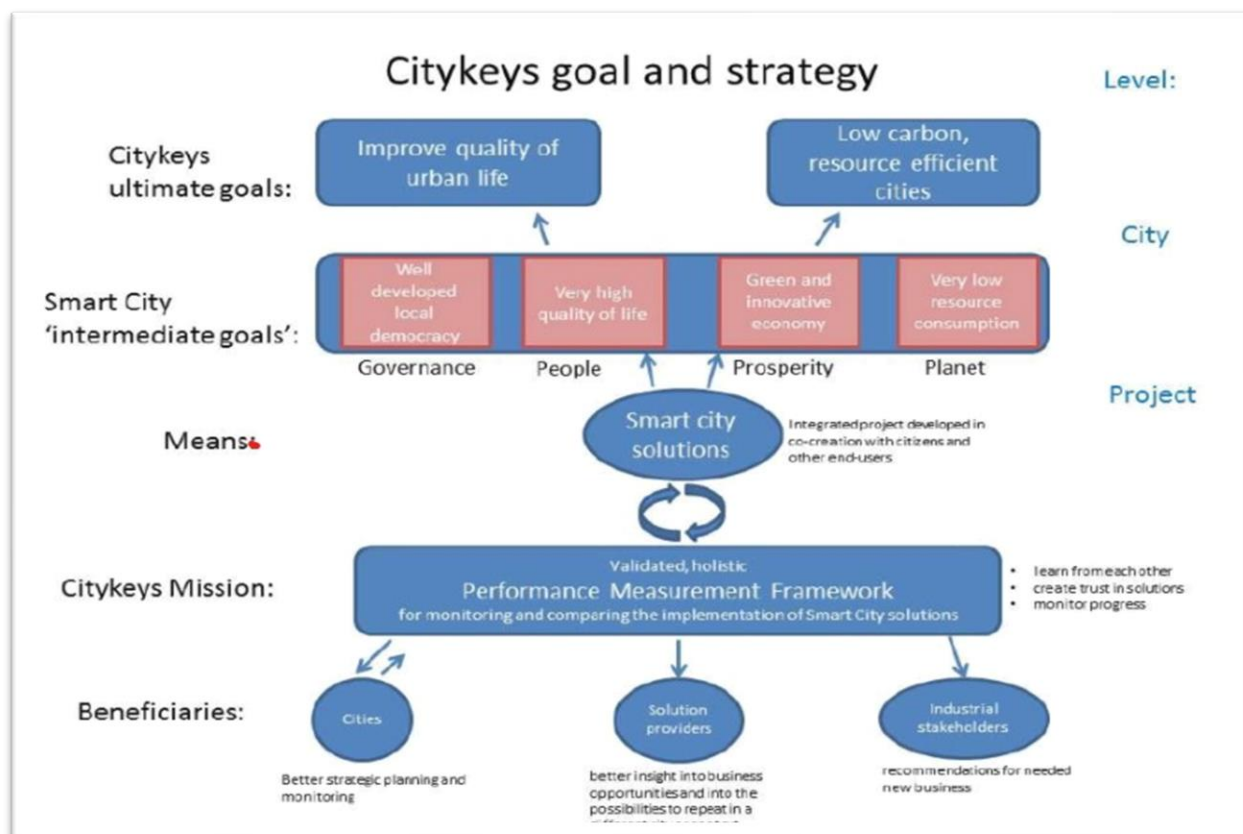 Citykeys goal and strategy
Level:
Citykeys
ultimate goals:
Improve quality of
urban life
Low carbon,
resource efficient
cities
City
Smart City
‘intermediate goals’:
Well
developed
local
democracy
Very high
quality of life
Green and
innovative
economy
Very low
resource
consumption
Governance
People
Prosperity
Planet
Project
Means:
Smart city
solutions
Integrated project developed in
co-creation with citizens and
other end-users
Citykeys Mission:
Validated, holistic
Performance Measurement Framework
for monitoring and comparing the implementation of Smart City solutions
• learn from each other
• create trust in solutions
• monitor progress
Beneficiaries:
Cities
Solution
providers
Industrial
stakeholders
Better strategic planning and
monitoring
better insight into business
opportunities and into the
possibilities to repeat in a
recommendations for needed
new business